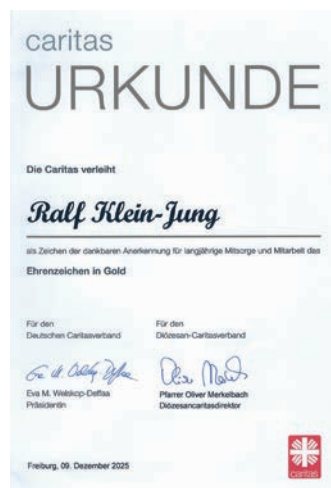 caritas
URKUNDE
Die Caritas verleiht
Ralf Klein-Jung
als Zeichen der dankbaren Anerkennung für langjährige Mitsorge und Mitarbeit das
Ehrenzeichen in Gold
Für den
Deutschen Caritasverband
Für den
Diözesan-Caritasverband
Eva M. Welskop-Deffaa
Präsidentin
Pfarrer Oliver Merkelbach
Diözesancaritasdirektor
Freiburg, 09. Dezember 2025
caritas